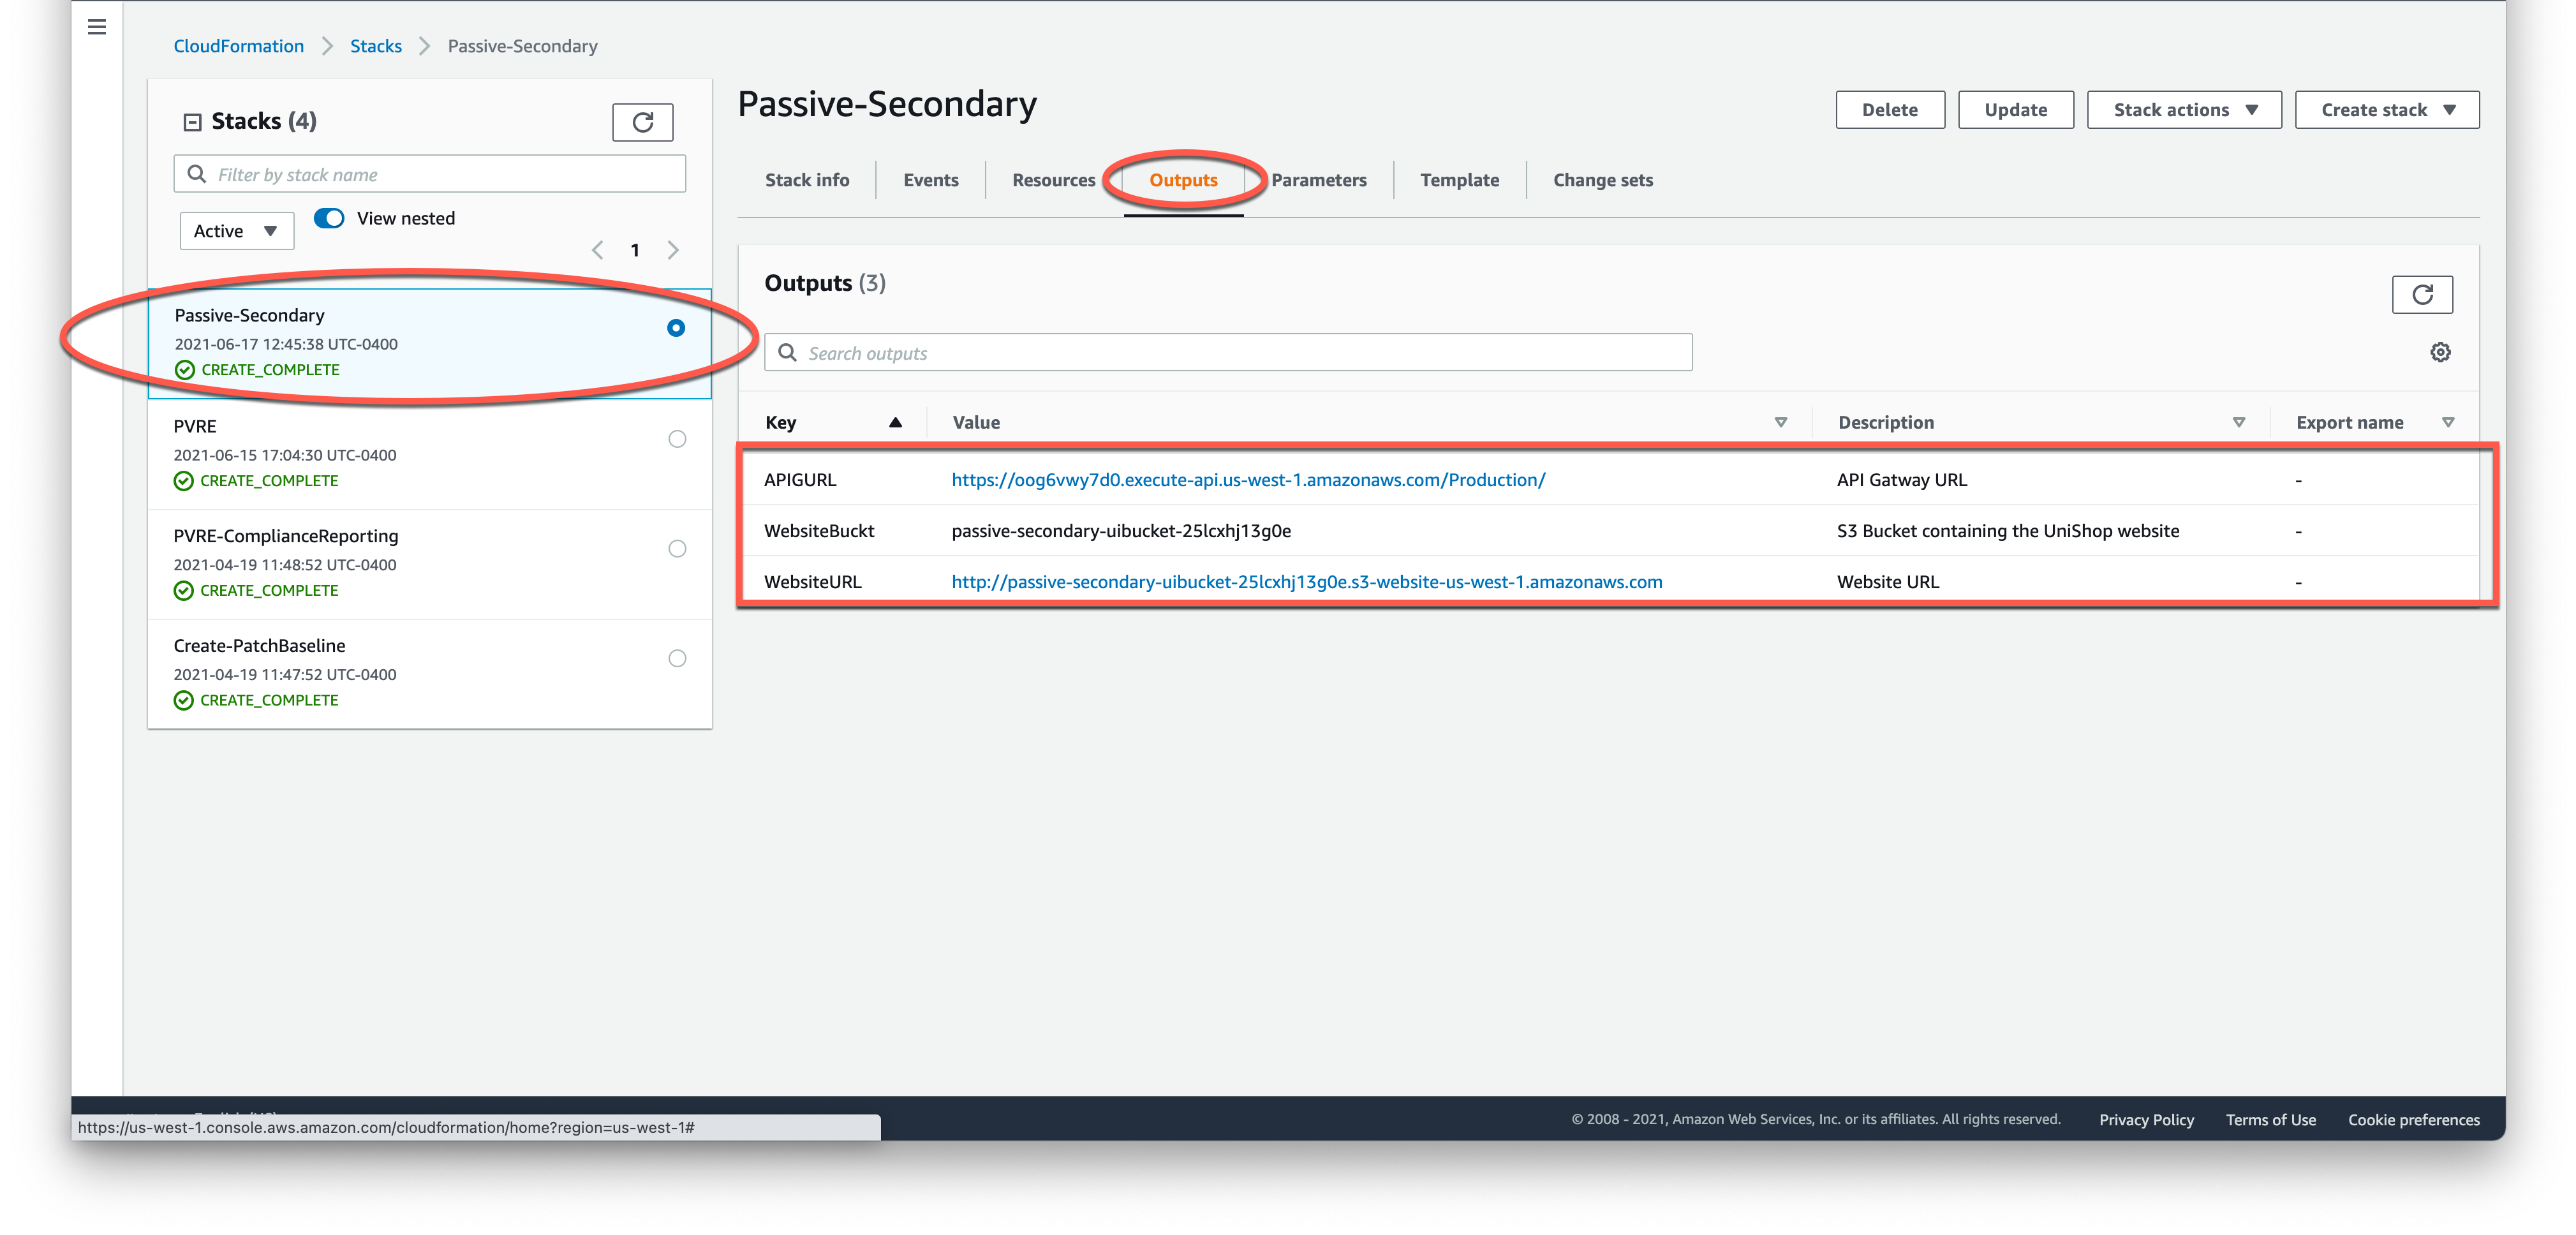 CloudFormation > Stacks > Passive-Secondary
Stacks (4)
Filter by stack name
Active
View nested
1
Passive-Secondary
2021-06-17 12:45:38 UTC-0400
CREATE_COMPLETE
PVRE
2021-06-15 17:04:30 UTC-0400
CREATE_COMPLETE
PVRE-ComplianceReporting
2021-04-19 11:48:52 UTC-0400
CREATE_COMPLETE
Create-PatchBaseline
2021-04-19 11:47:52 UTC-0400
CREATE_COMPLETE
Passive-Secondary
Delete Update Stack actions Create stack
Stack info Events Resources Outputs Parameters Template Change sets
Outputs (3)
Search outputs
Key Value Description Export name
APIGURL https://oog6vwy7d0.execute-api.us-west-1.amazonaws.com/Production/ API Gatway URL -
WebsiteBuckt passive-secondary-uibucket-25lcxhj13g0e S3 Bucket containing the UniShop website -
WebsiteURL http://passive-secondary-uibucket-25lcxhj13g0e.s3-website-us-west-1.amazonaws.com Website URL -
https://us-west-1.console.aws.amazon.com/cloudformation/home?region=us-west-1#
© 2008 - 2021, Amazon Web Services, Inc. or its affiliates. All rights reserved. Privacy Policy Terms of Use Cookie preferences